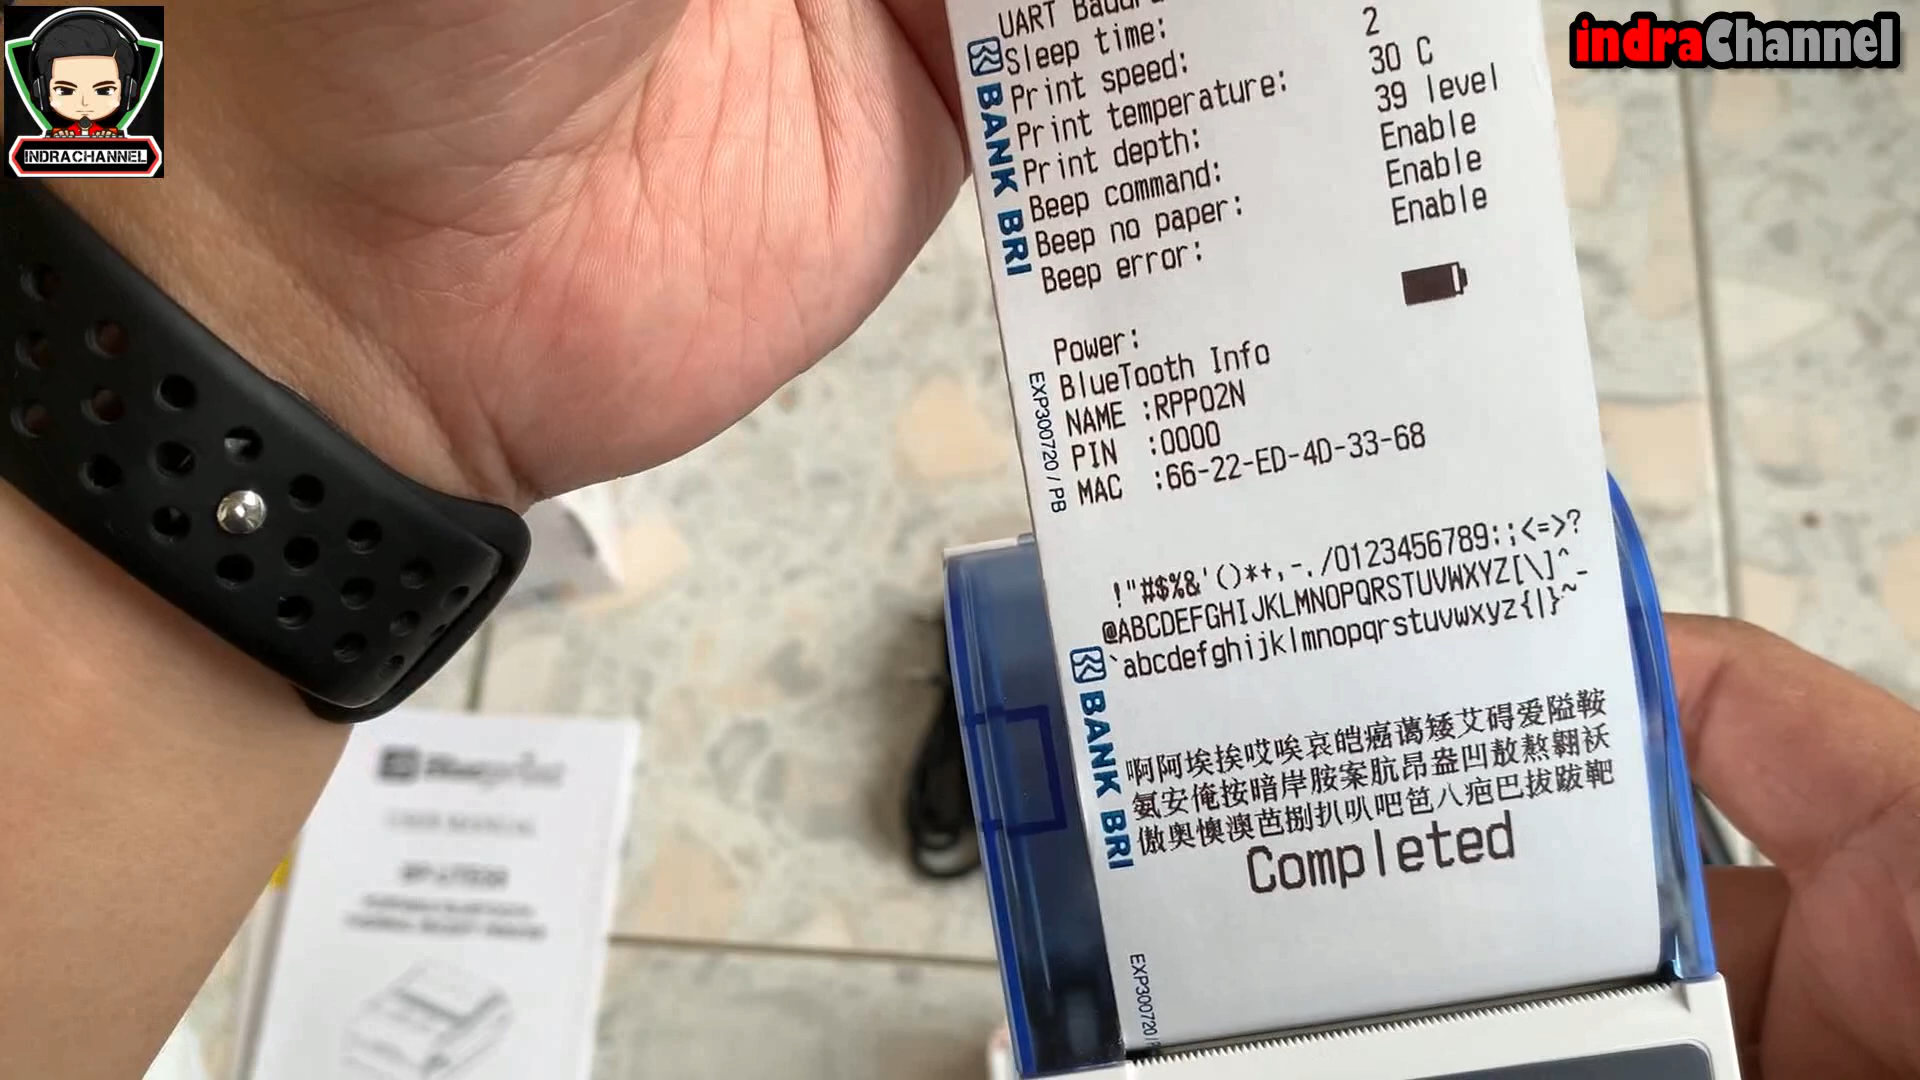 INDRACHANNEL
indraChannel
UART
Sleep time:
Print speed: 2
Print temperature: 30 C
Print depth: 39 level
Beep command: Enable
Beep no paper: Enable
Beep error: Enable
Power:
BlueTooth Info
NAME :RPP02N
PIN :0000
MAC :66-22-ED-4D-33-68
!"#$%&'()*+,-./0123456789:;<=>?
@ABCDEFGHIJKLMNOPQRSTUVWXYZ[\]^_
`abcdefghijklmnopqrstuvwxyz{|}~
啊阿埃挨哎唉哀皑癌蔼矮艾碍爱隘鞍
氨安俺按暗岸胺案肮昂盎凹敖熬翱袄
傲奥懊澳芭捌扒叭吧笆八疤巴拔跋靶
Completed
BANK BRI
EXP300720 / PB
BANK BRI
EXP300720/
Blueprint
USER MANUAL